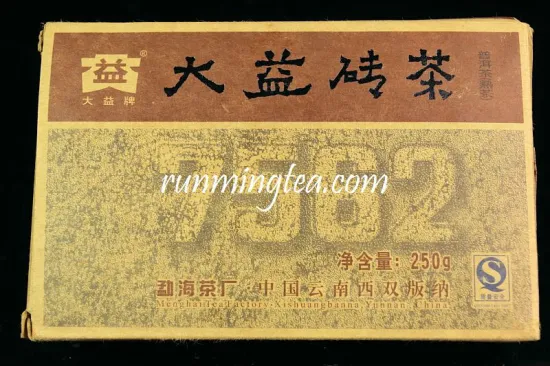 益®
大益牌
大益砖茶
7562
runmingtea.com
净含量：250g
勐海茶厂·中国云南西双版纳
Menghai Tea Factory·Xishuangbanna Yunnan China